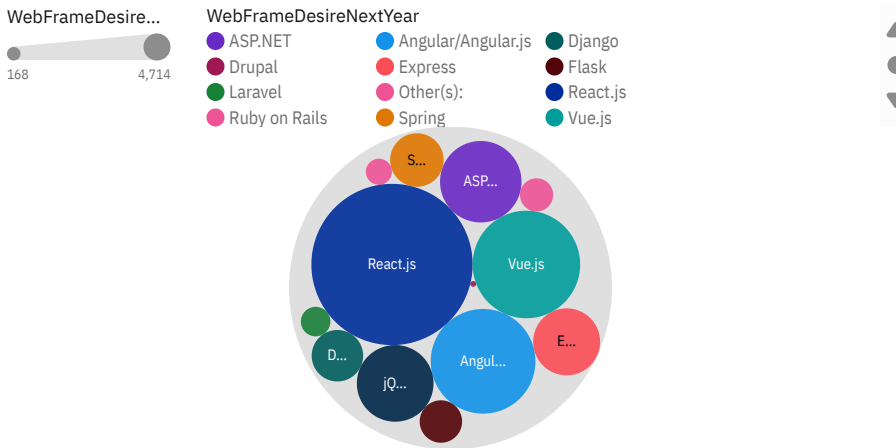 WebFrameDesire...
168 4,714
WebFrameDesireNextYear
ASP.NET Angular/Angular.js Django
Drupal Express Flask
Laravel Other(s): React.js
Ruby on Rails Spring Vue.js
S...
ASP...
React.js
Vue.js
E...
D...
Angul...
jQ...